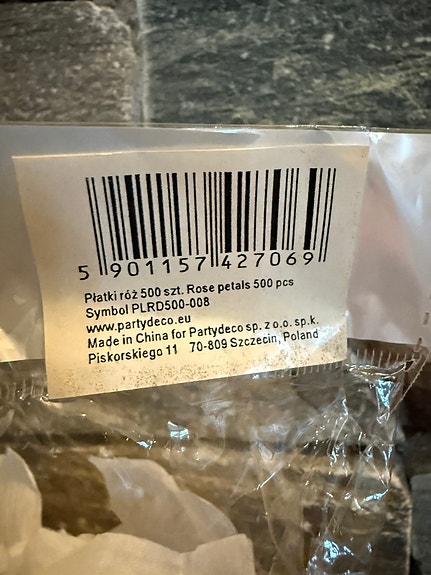 5 901157 427069
Płatki róż 500 szt. Rose petals 500 pcs
Symbol PLRD500-008
www.partydeco.eu
Made in China for Partydeco sp. z o.o. sp.k.
Piskorskiego 11 70-809 Szczecin, Poland